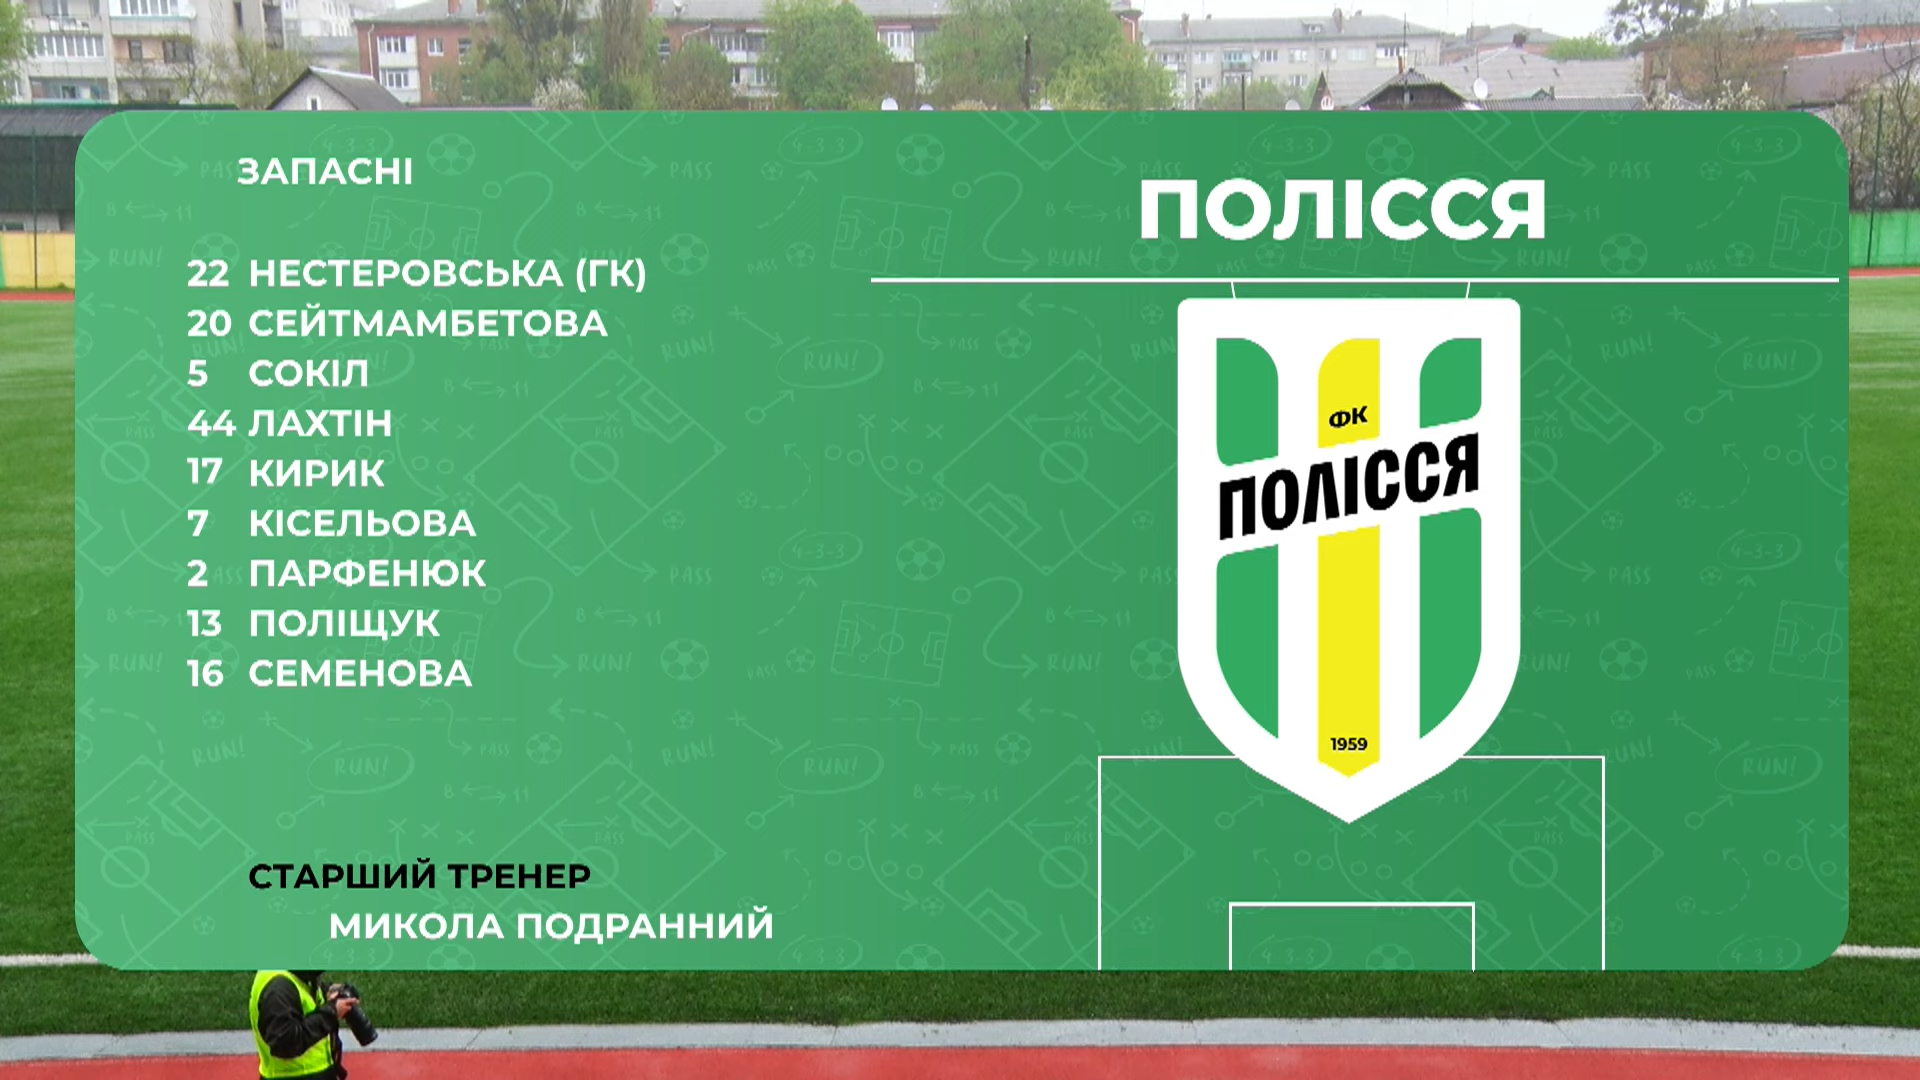 ЗАПАСНІ
22 НЕСТЕРОВСЬКА (ГК)
20 СЕЙТМАМБЕТОВА
5 СОКІЛ
44 ЛАХТІН
17 КИРИК
7 КІСЕЛЬОВА
2 ПАРФЕНЮК
13 ПОЛІЩУК
16 СЕМЕНОВА
СТАРШИЙ ТРЕНЕР
МИКОЛА ПОДРАННИЙ
ПОЛІССЯ
ФК
ПОЛІССЯ
1959